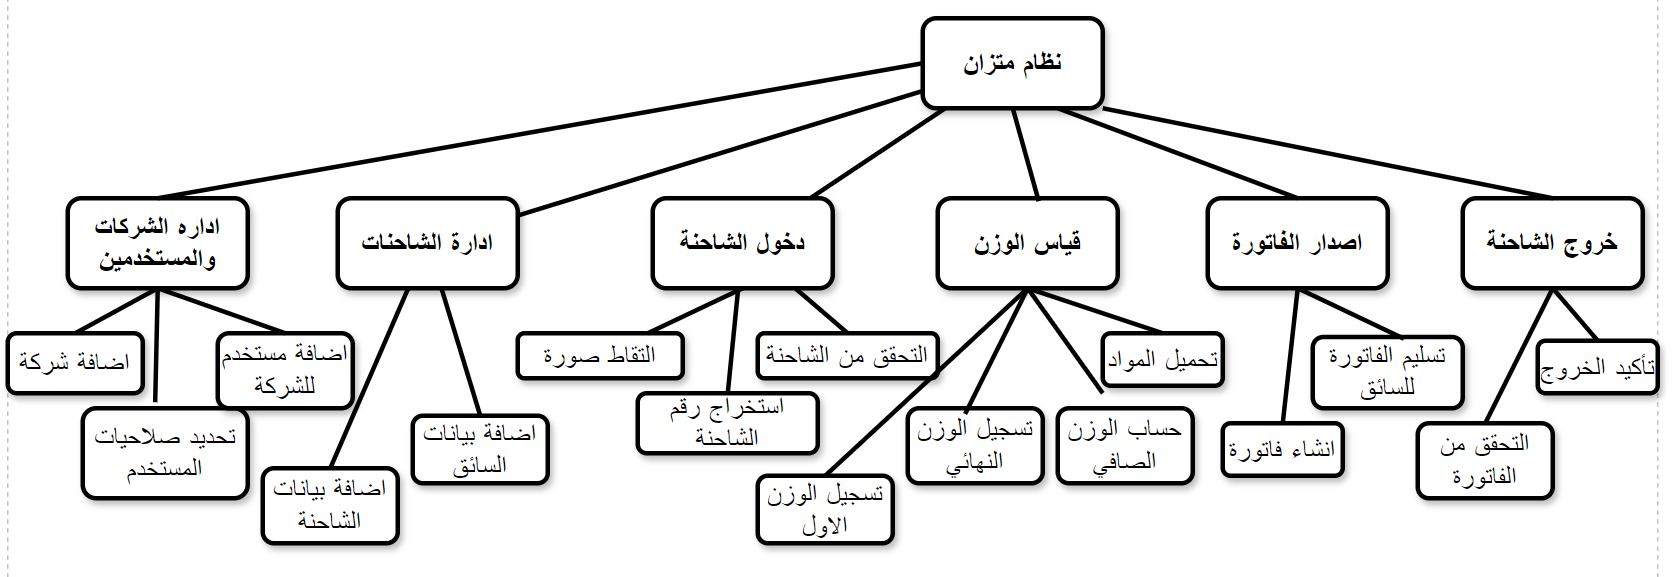 نظام متزان
خروج الشاحنة
اصدار الفاتورة
قياس الوزن
دخول الشاحنة
ادارة الشاحنات
اداره الشركات
والمستخدمين
تأكيد الخروج
التحقق من
الفاتورة
تسليم الفاتورة
للسائق
انشاء فاتورة
تحميل المواد
حساب الوزن
الصافي
تسجيل الوزن
النهائي
تسجيل الوزن
الاول
التحقق من الشاحنة
استخراج رقم
الشاحنة
التقاط صورة
اضافة بيانات
السائق
اضافة بيانات
الشاحنة
اضافة مستخدم
للشركة
تحديد صلاحيات
المستخدم
اضافة شركة